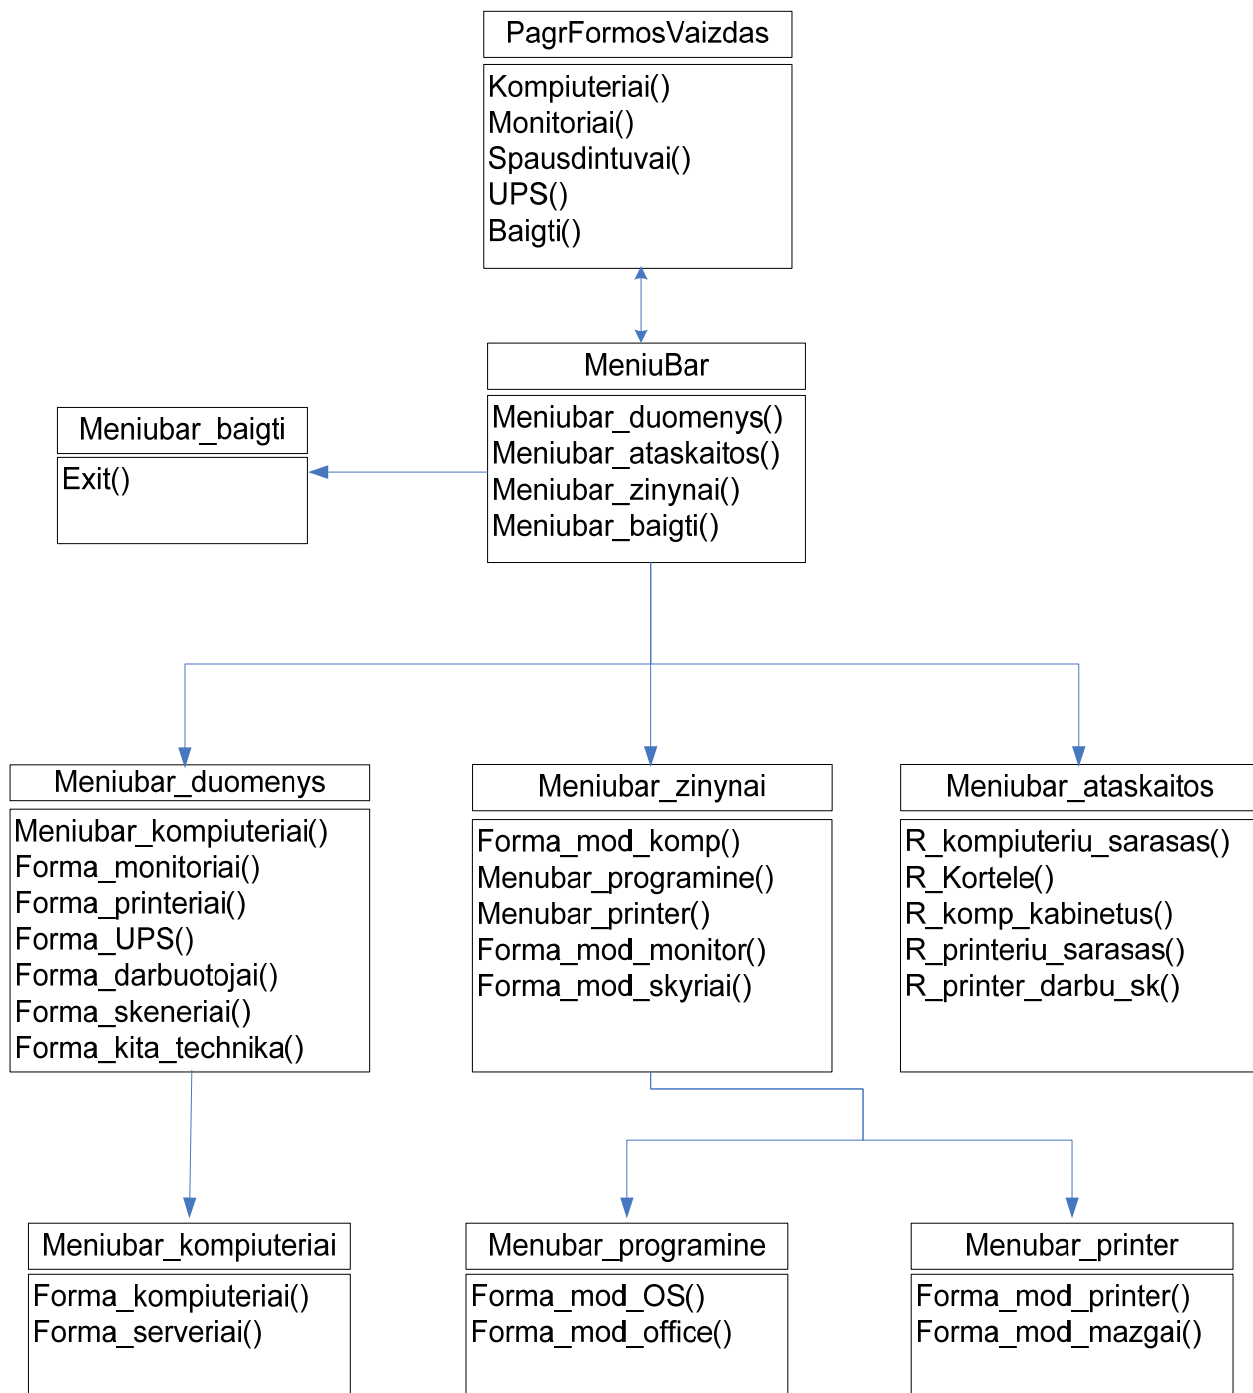 PagrFormosVaizdas
Kompiuteriai()
Monitoriai()
Spausdintuvai()
UPS()
Baigti()
MeniuBar
Meniubar_duomenys()
Meniubar_ataskaitos()
Meniubar_zinynai()
Meniubar_baigti()
Meniubar_baigti
Exit()
Meniubar_duomenys
Meniubar_kompiuteriai()
Forma_monitoriai()
Forma_printeriai()
Forma_UPS()
Forma_darbuotojai()
Forma_skeneriai()
Forma_kita_technika()
Meniubar_zinynai
Forma_mod_komp()
Menubar_programine()
Menubar_printer()
Forma_mod_monitor()
Forma_mod_skyriai()
Meniubar_ataskaitos
R_kompiuteriu_sarasas()
R_Kortele()
R_komp_kabinetus()
R_printeriu_sarasas()
R_printer_darbu_sk()
Meniubar_kompiuteriai
Forma_kompiuteriai()
Forma_serveriai()
Menubar_programine
Forma_mod_OS()
Forma_mod_office()
Menubar_printer
Forma_mod_printer()
Forma_mod_mazgai()